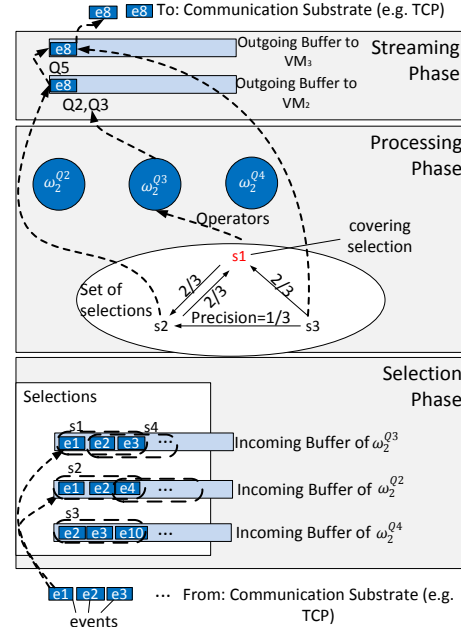 e8 e8 To: Communication Substrate (e.g. TCP)
Streaming
Phase
e8 Outgoing Buffer to
VM₃
Q5
e8 Outgoing Buffer to
VM₂
Q2,Q3
Processing
Phase
ω₂^Q2 ω₂^Q3 ω₂^Q4
Operators
covering
selection
s1
Set of
selections
2/3
2/3
2/3
s2 Precision=1/3 s3
Selection
Phase
Selections
s1 s4
e1 e2 e3 ... Incoming Buffer of ω₂^Q3
s2
e1 e2 e4 ... Incoming Buffer of ω₂^Q2
s3
e2 e3 e10 ... Incoming Buffer of ω₂^Q4
e1 e2 e3 ... From: Communication Substrate (e.g.
TCP)
events